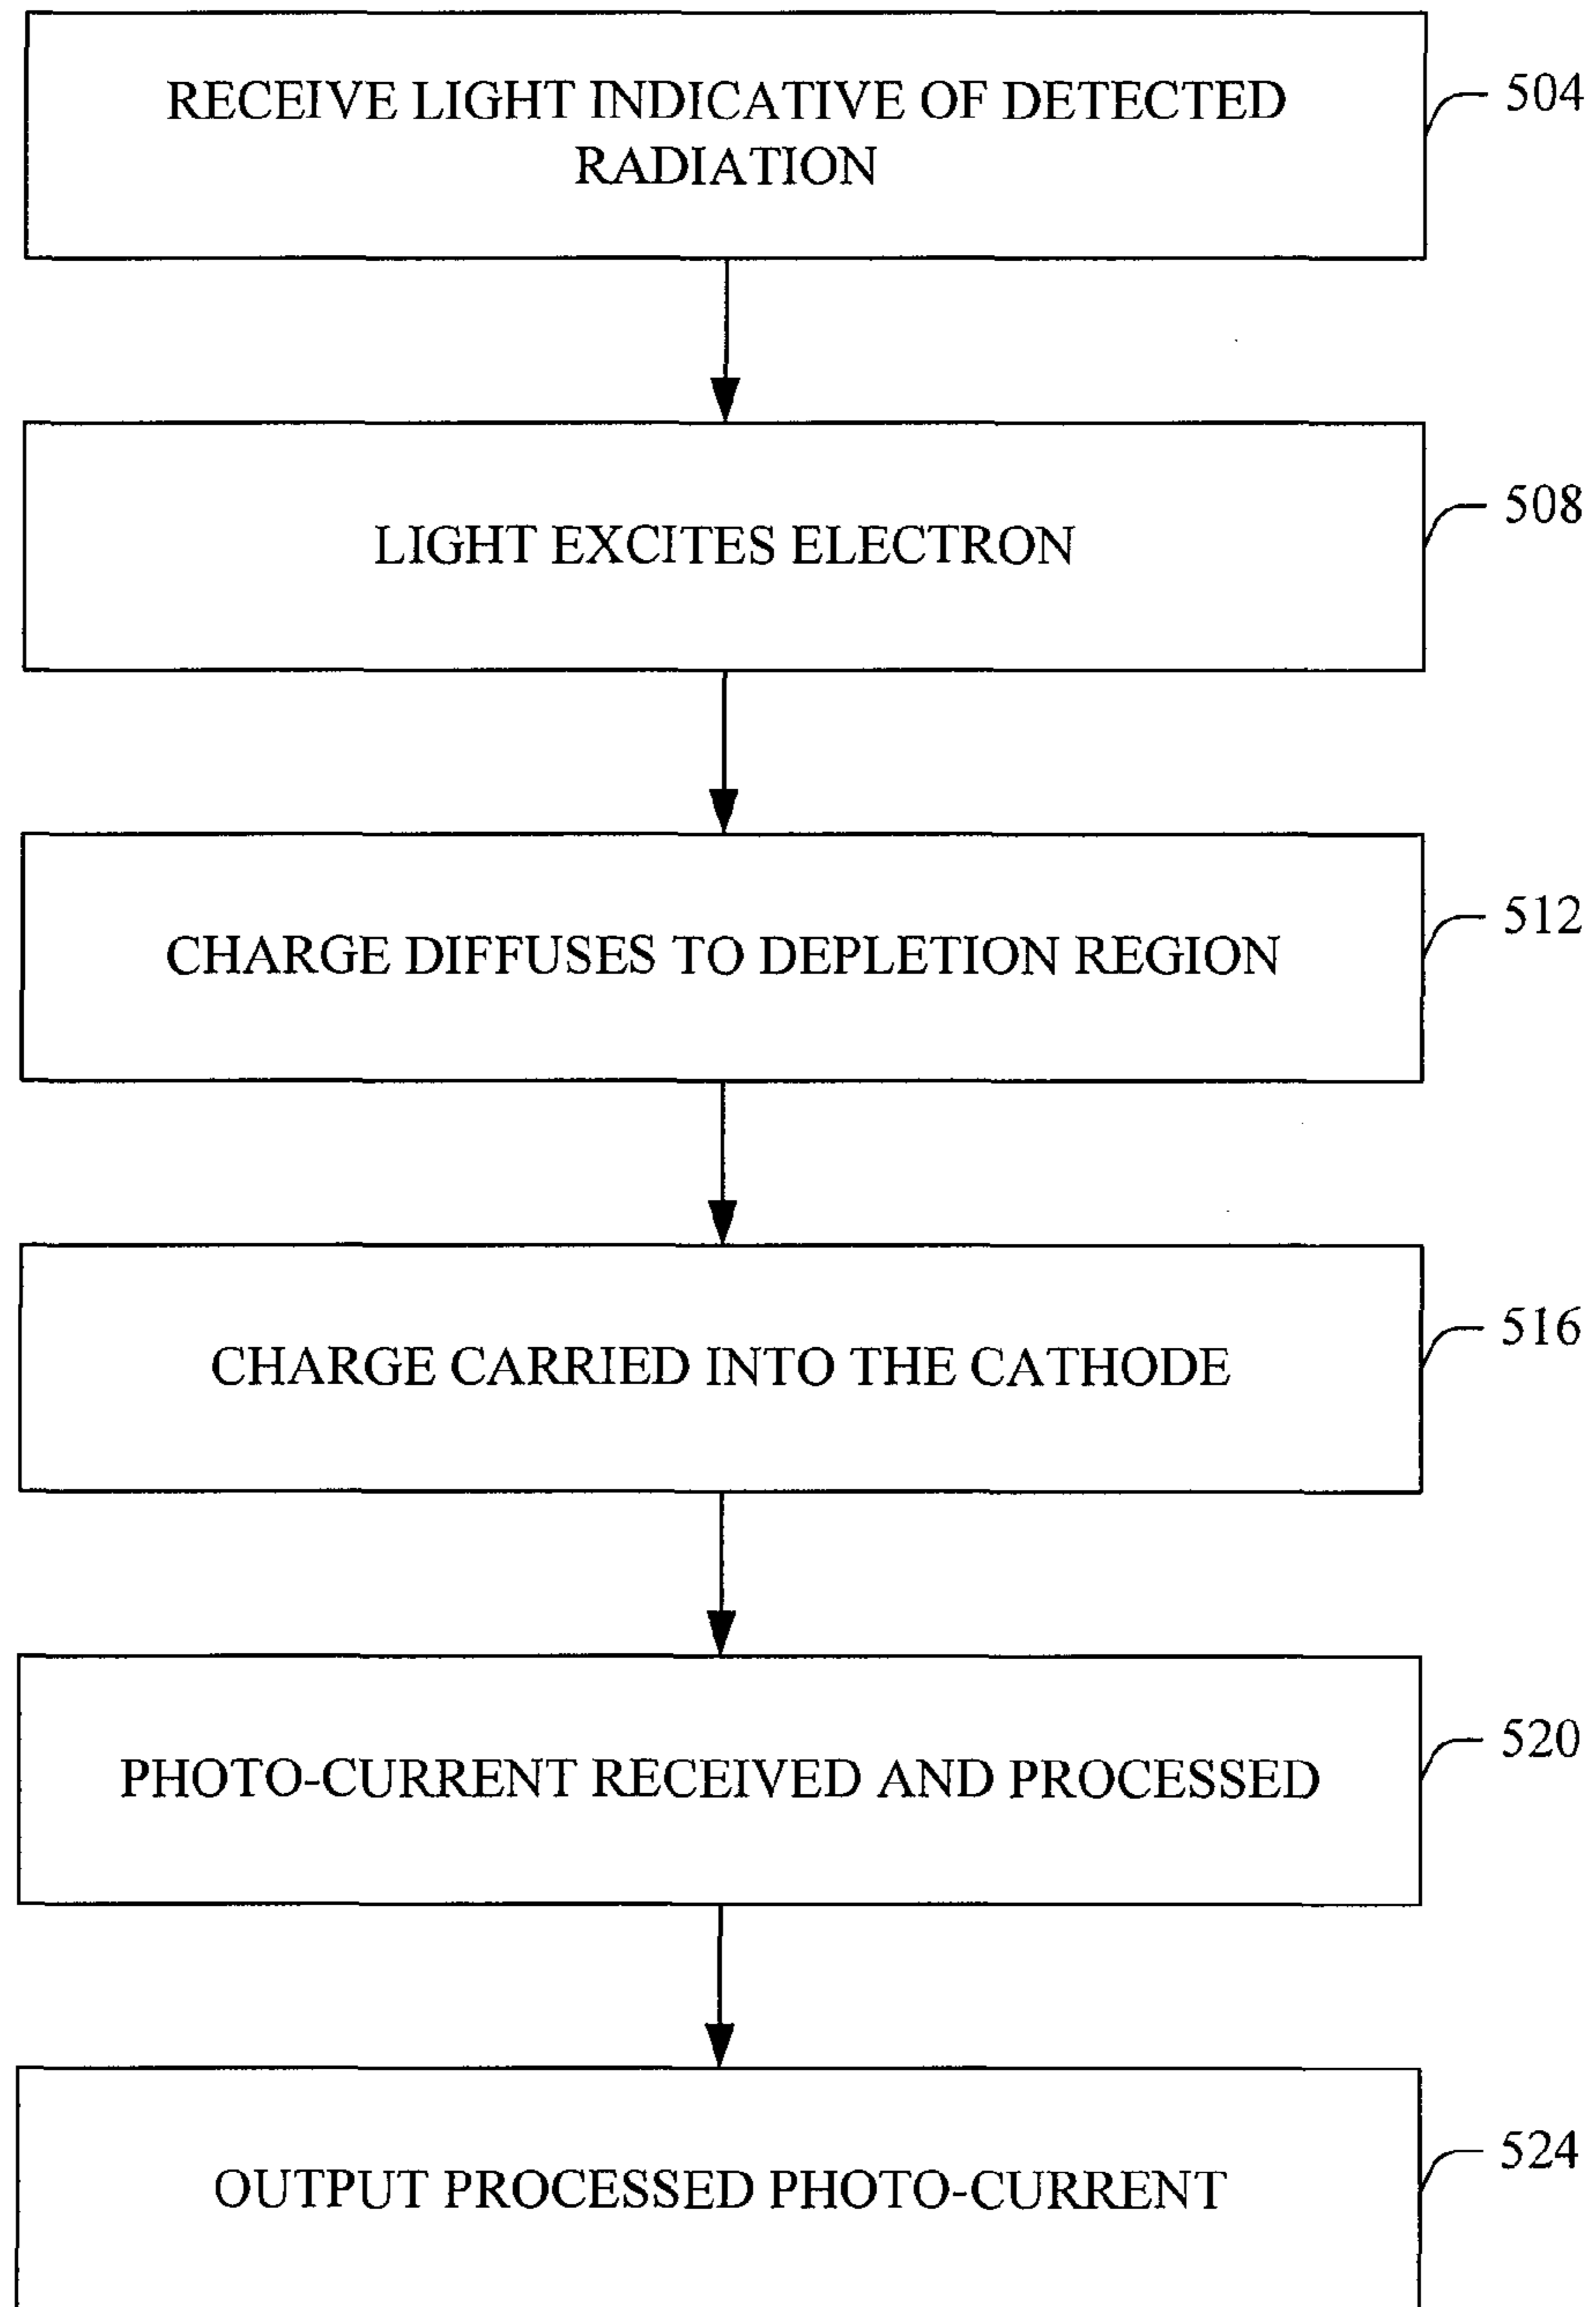 RECEIVE LIGHT INDICATIVE OF DETECTED
RADIATION
504
LIGHT EXCITES ELECTRON
508
CHARGE DIFFUSES TO DEPLETION REGION
512
CHARGE CARRIED INTO THE CATHODE
516
PHOTO-CURRENT RECEIVED AND PROCESSED
520
OUTPUT PROCESSED PHOTO-CURRENT
524